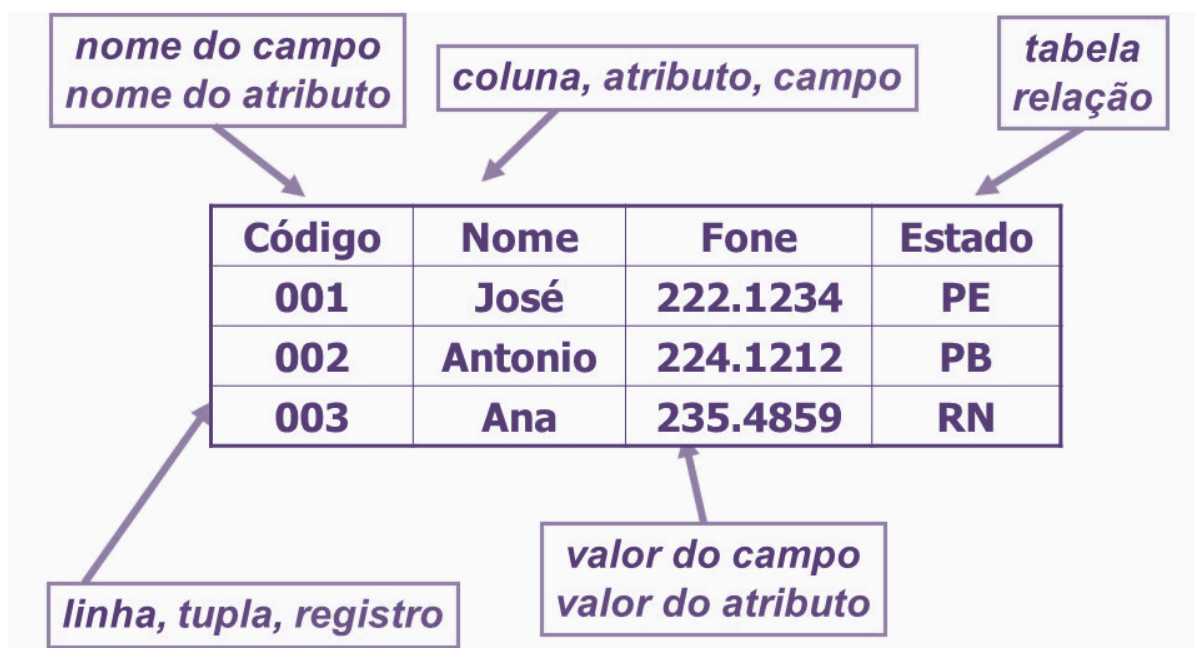 nome do campo
nome do atributo
coluna, atributo, campo
tabela
relação
Código Nome Fone Estado
001 José 222.1234 PE
002 Antonio 224.1212 PB
003 Ana 235.4859 RN
valor do campo
valor do atributo
linha, tupla, registro